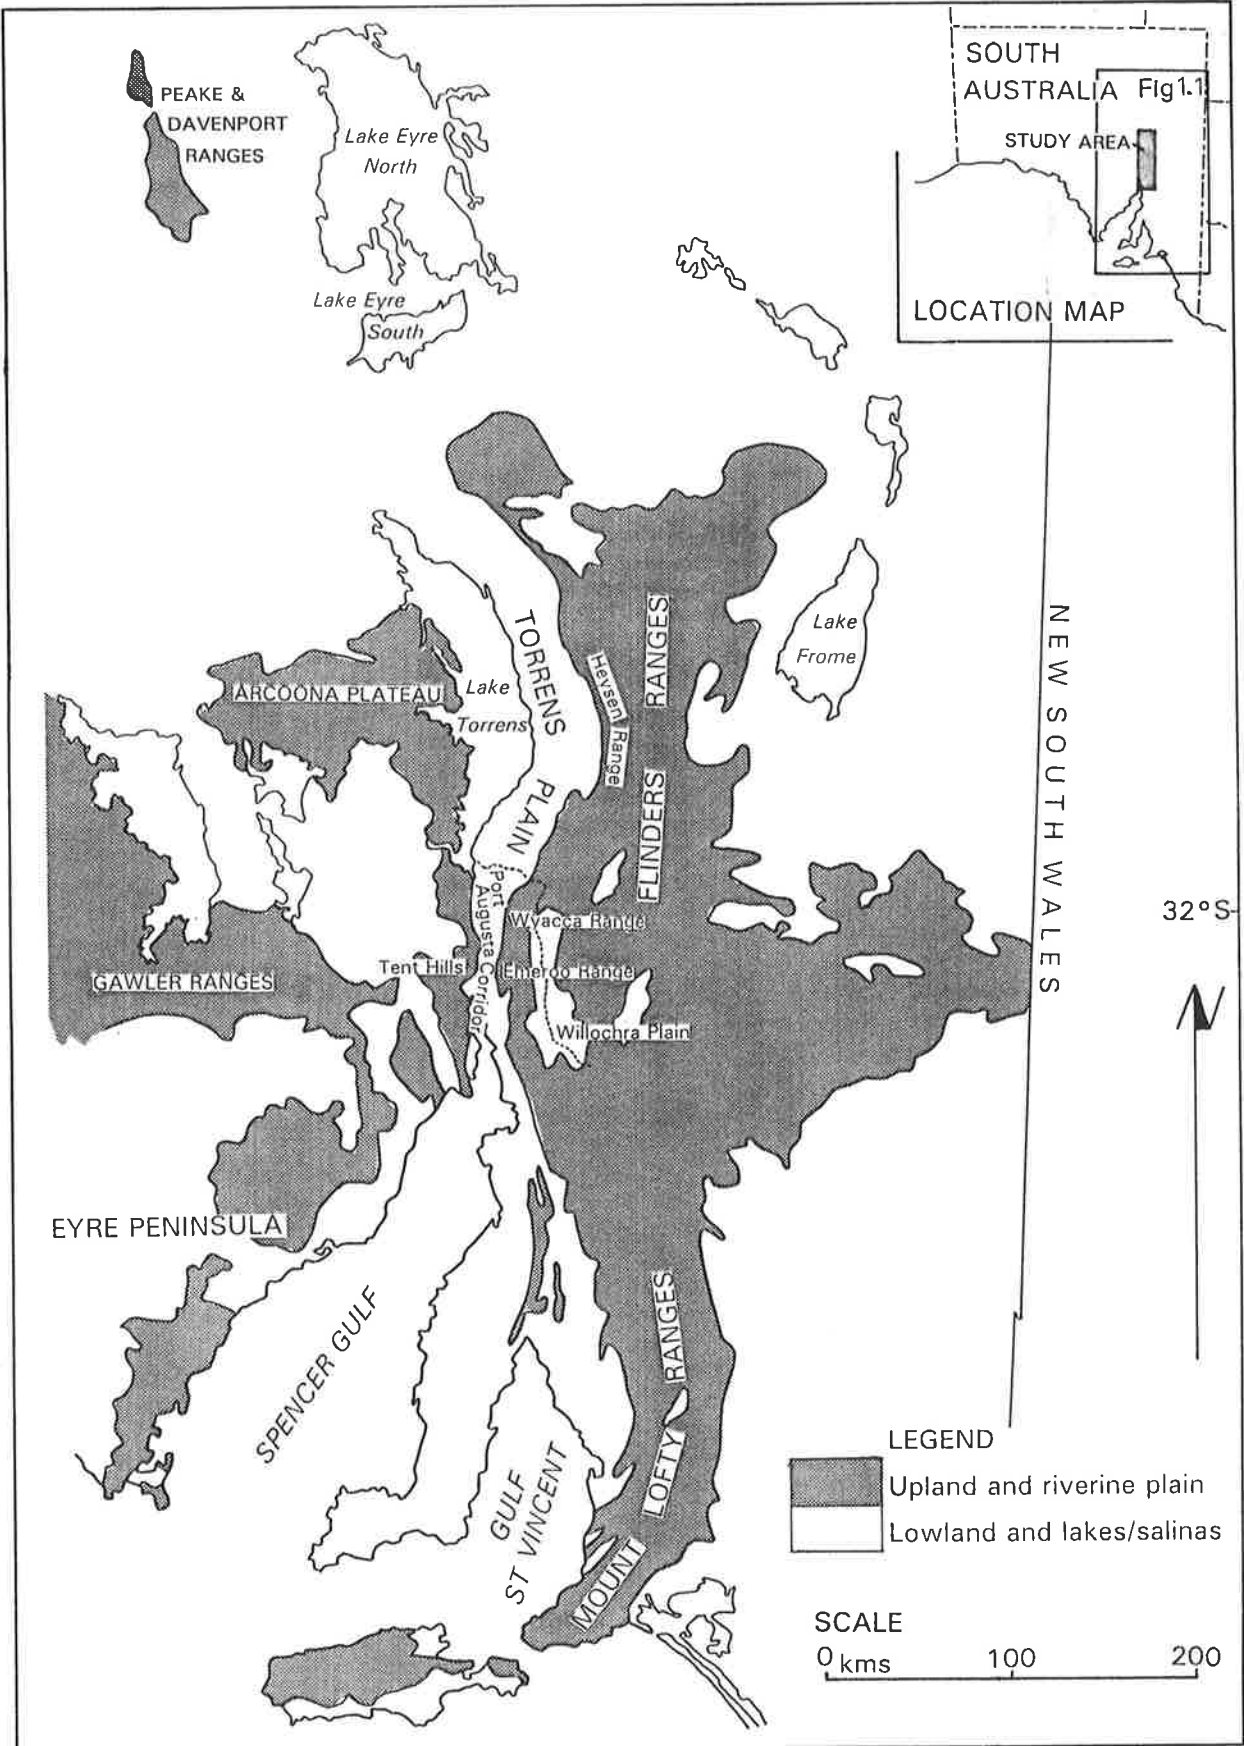 SOUTH
AUSTRALIA Fig1.1
STUDY AREA
LOCATION MAP
PEAKE &
DAVENPORT
RANGES
Lake Eyre
North
Lake Eyre
South
TORRENS
PLAIN
Heysen Range
FLINDERS RANGES
Lake
Frome
ARCOONA PLATEAU
Lake
Torrens
NEW SOUTH WALES
32°S
Port
Augusta Corridor
Wyacca Range
Tent Hills
Emeroo Range
GAWLER RANGES
Willochra Plain
EYRE PENINSULA
SPENCER GULF
GULF
ST VINCENT
MOUNT LOFTY RANGES
LEGEND
Upland and riverine plain
Lowland and lakes/salinas
SCALE
0 kms 100 200
N